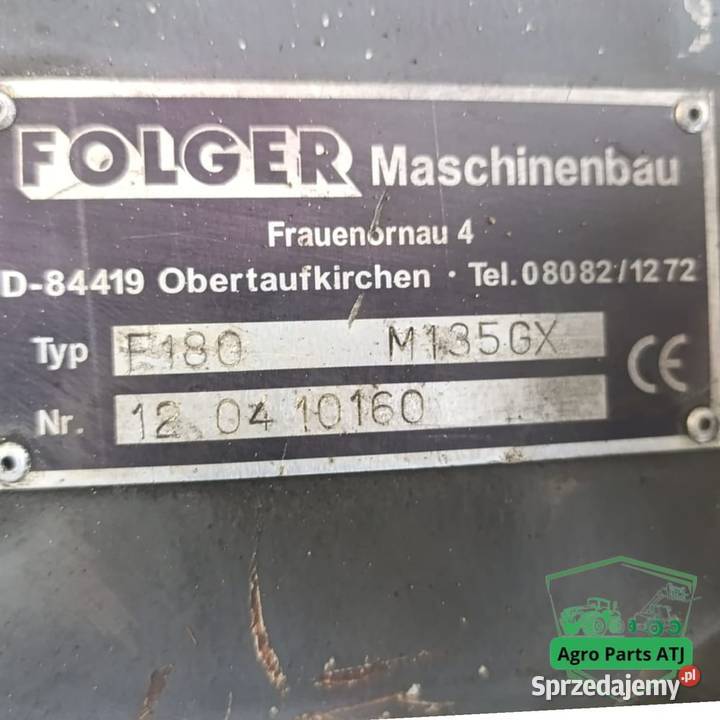 FOLGER Maschinenbau
Frauenornau 4
D-84419 Obertaufkirchen · Tel. 08082/1272
Typ F180 M135GX
Nr. 12 04 10160
CE
Agro Parts ATJ
Sprzedajemy.pl